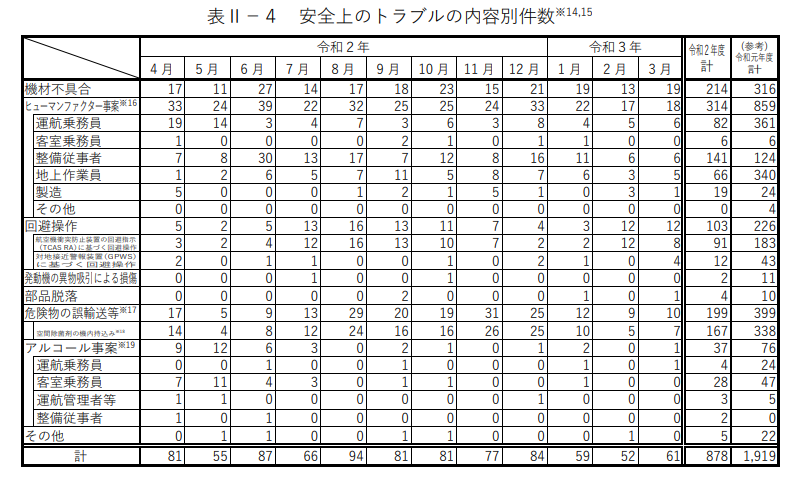 表Ⅱ－４　安全上のトラブルの内容別件数※14,15
令和２年 令和３年 令和２年度 計 （参考） 令和元年度 計
４月 ５月 ６月 ７月 ８月 ９月 10月 11月 12月 １月 ２月 ３月
機材不具合 17 11 27 14 17 18 23 15 21 19 13 19 214 316
ヒューマンファクター事案※16 33 24 39 22 32 25 25 24 33 22 17 18 314 859
運航乗務員 19 14 3 4 7 3 6 3 8 4 5 6 82 361
客室乗務員 1 0 0 0 0 2 1 0 1 1 0 0 6 6
整備従事者 7 8 30 13 17 7 12 8 16 11 6 6 141 124
地上作業員 1 2 6 5 7 11 5 8 7 6 3 5 66 340
製造 5 0 0 0 1 2 1 5 1 0 3 1 19 24
その他 0 0 0 0 0 0 0 0 0 0 0 0 0 4
回避操作 5 2 5 13 16 13 11 7 4 3 12 12 103 226
航空機衝突防止装置の回避指示
（TCAS RA）に基づく回避操作 3 2 4 12 16 13 10 7 2 2 12 8 91 183
対地接近警報装置（GPWS）
に基づく回避操作 2 0 1 1 0 0 1 0 2 1 0 4 12 43
発動機の異物吸引による損傷 0 0 0 1 0 0 1 0 0 0 0 0 2 11
部品脱落 0 0 0 0 0 2 0 0 0 1 0 1 4 10
危険物の誤輸送等※17 17 5 9 13 29 20 19 31 25 12 9 10 199 399
空間除菌剤の機内持込み※18 14 4 8 12 24 16 16 26 25 10 5 7 167 338
アルコール事案※19 9 12 6 3 0 2 1 0 1 2 0 1 37 76
運航乗務員 0 0 1 0 0 1 0 0 0 1 0 1 4 24
客室乗務員 7 11 4 3 0 1 1 0 0 1 0 0 28 47
運航管理者等 1 1 0 0 0 0 0 0 1 0 0 0 3 5
整備従事者 1 0 1 0 0 0 0 0 0 0 0 0 2 0
その他 0 1 1 0 0 1 1 0 0 0 1 0 5 22
計 81 55 87 66 94 81 81 77 84 59 52 61 878 1,919